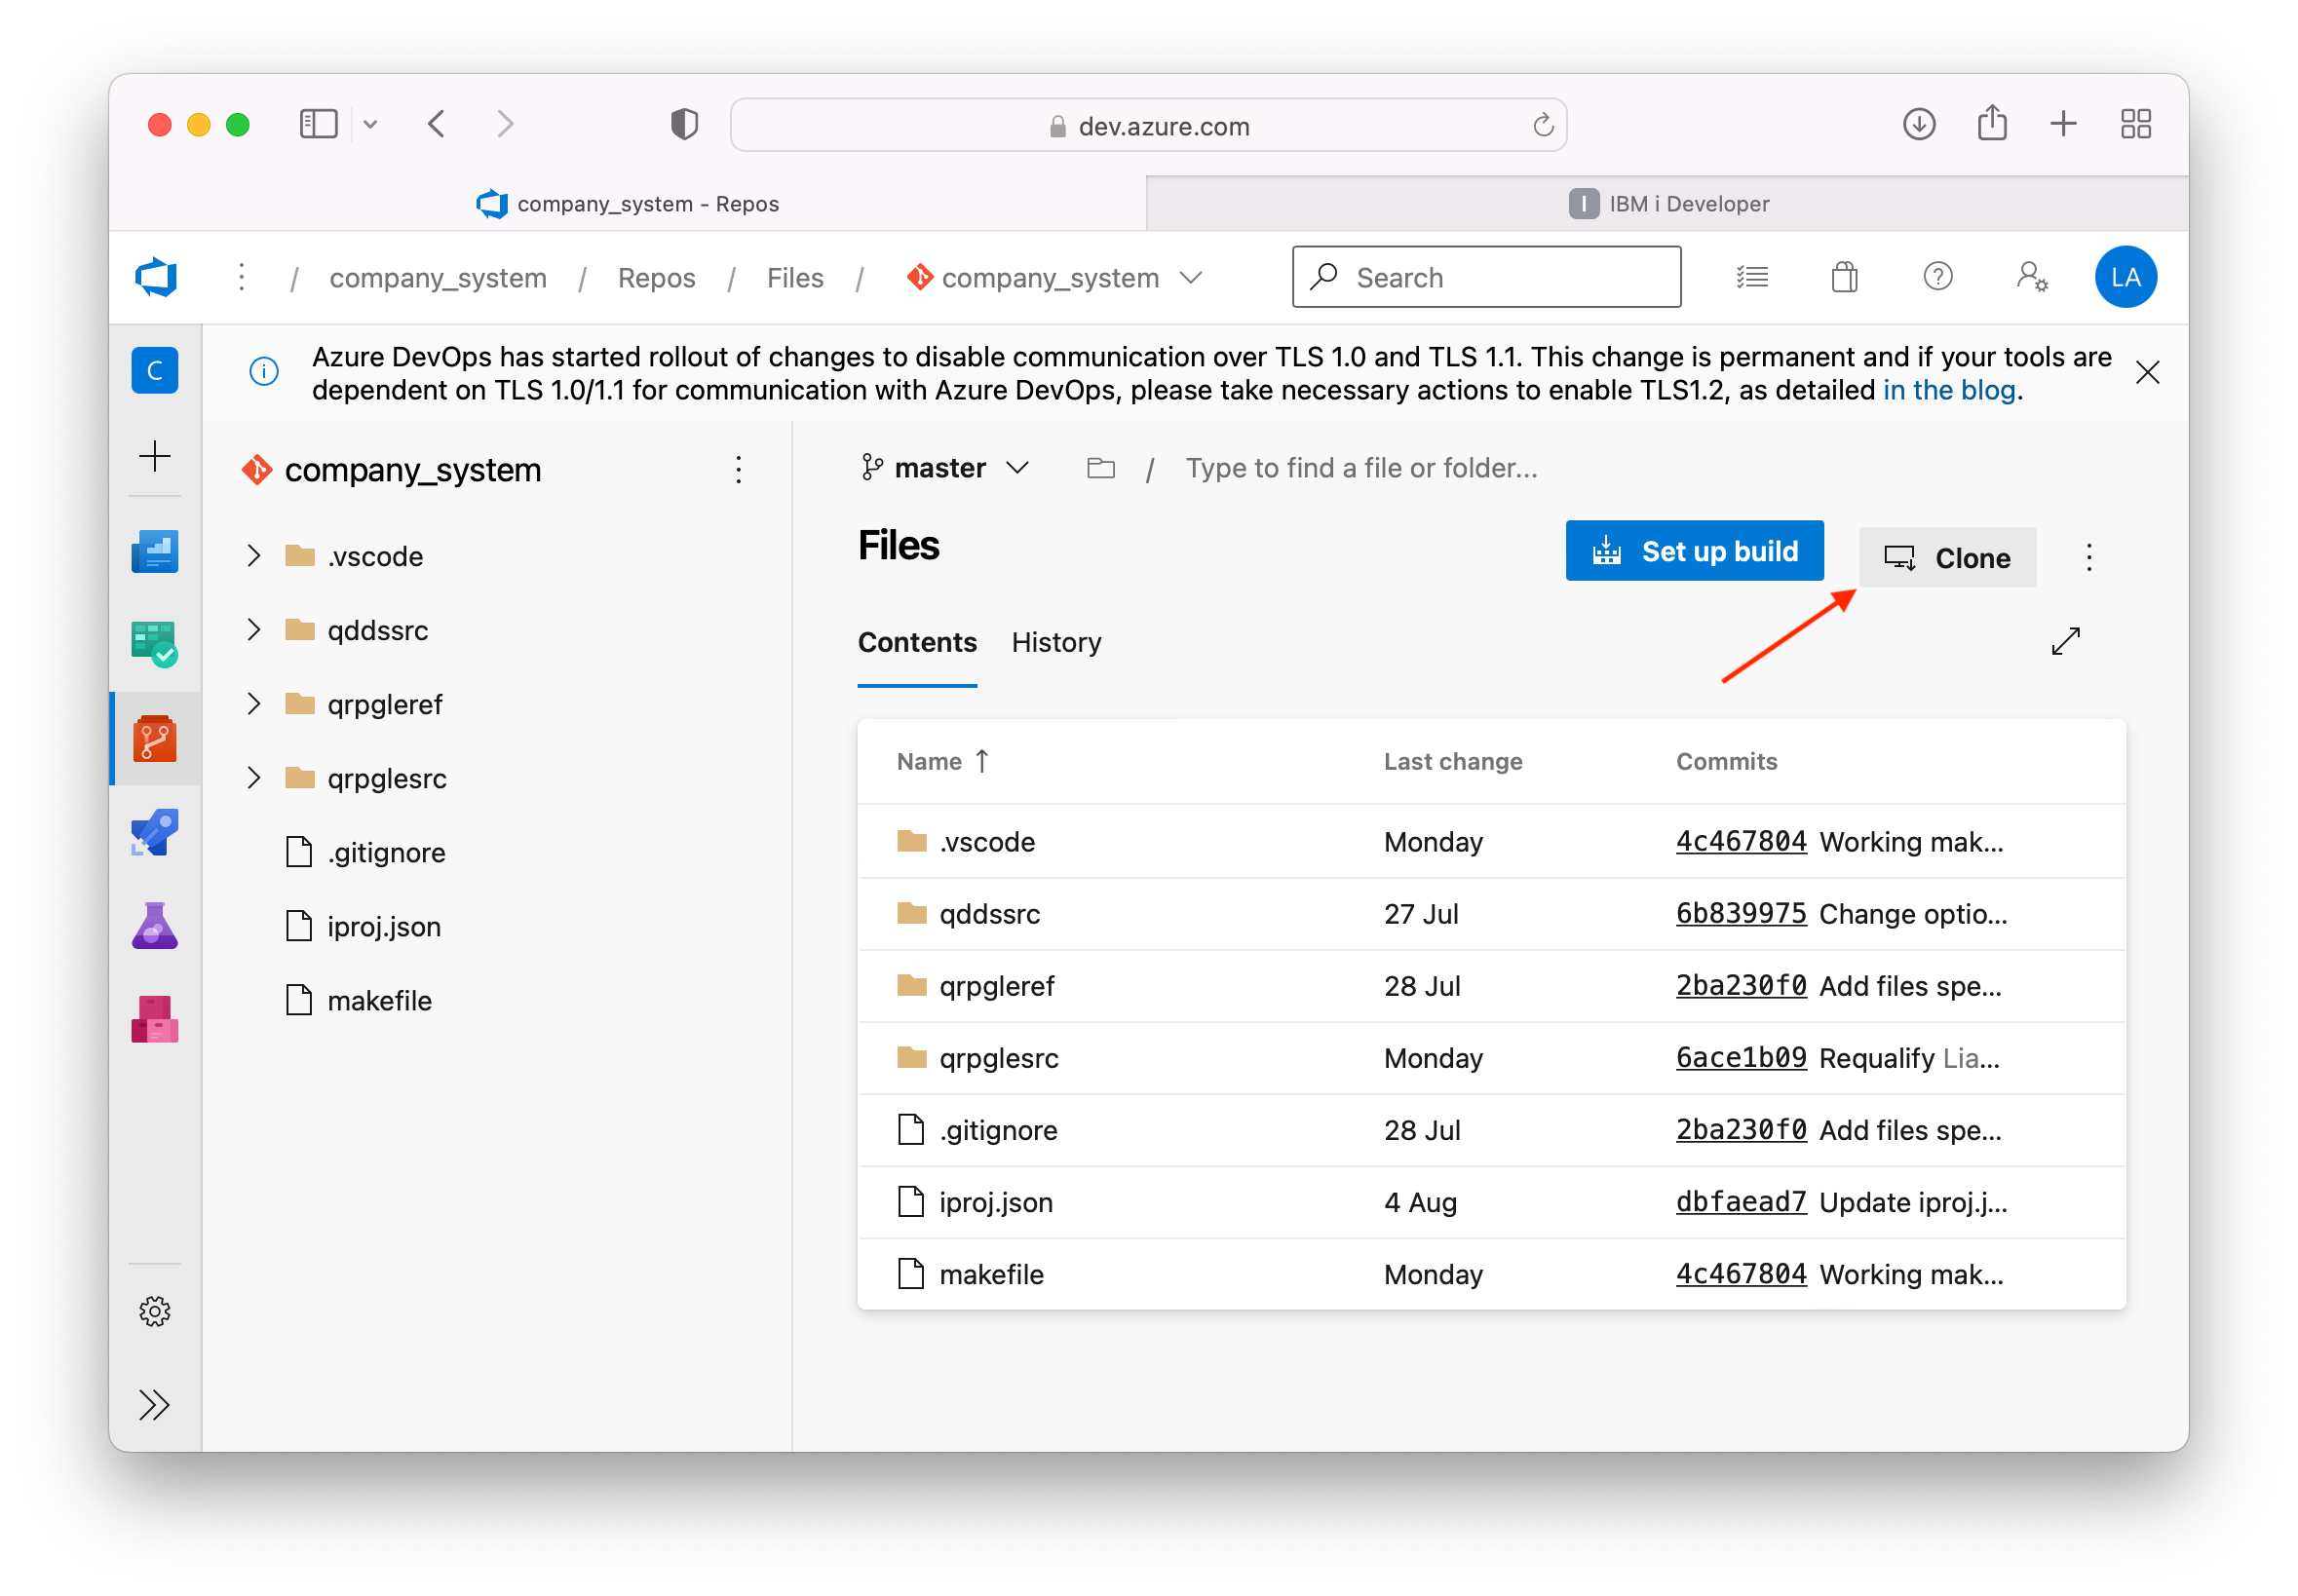 dev.azure.com
company_system - Repos
I IBM i Developer
/ company_system / Repos / Files / company_system
Search
LA
C
Azure DevOps has started rollout of changes to disable communication over TLS 1.0 and TLS 1.1. This change is permanent and if your tools are
dependent on TLS 1.0/1.1 for communication with Azure DevOps, please take necessary actions to enable TLS1.2, as detailed in the blog.
company_system
.vscode
qddssrc
qrpgleref
qrpglesrc
.gitignore
iproj.json
makefile
master / Type to find a file or folder...
Files
Set up build
Clone
Contents History
Name Last change Commits
.vscode Monday 4c467804 Working mak...
qddssrc 27 Jul 6b839975 Change optio...
qrpgleref 28 Jul 2ba230f0 Add files spe...
qrpglesrc Monday 6ace1b09 Requalify Lia...
.gitignore 28 Jul 2ba230f0 Add files spe...
iproj.json 4 Aug dbfaead7 Update iproj.j...
makefile Monday 4c467804 Working mak...